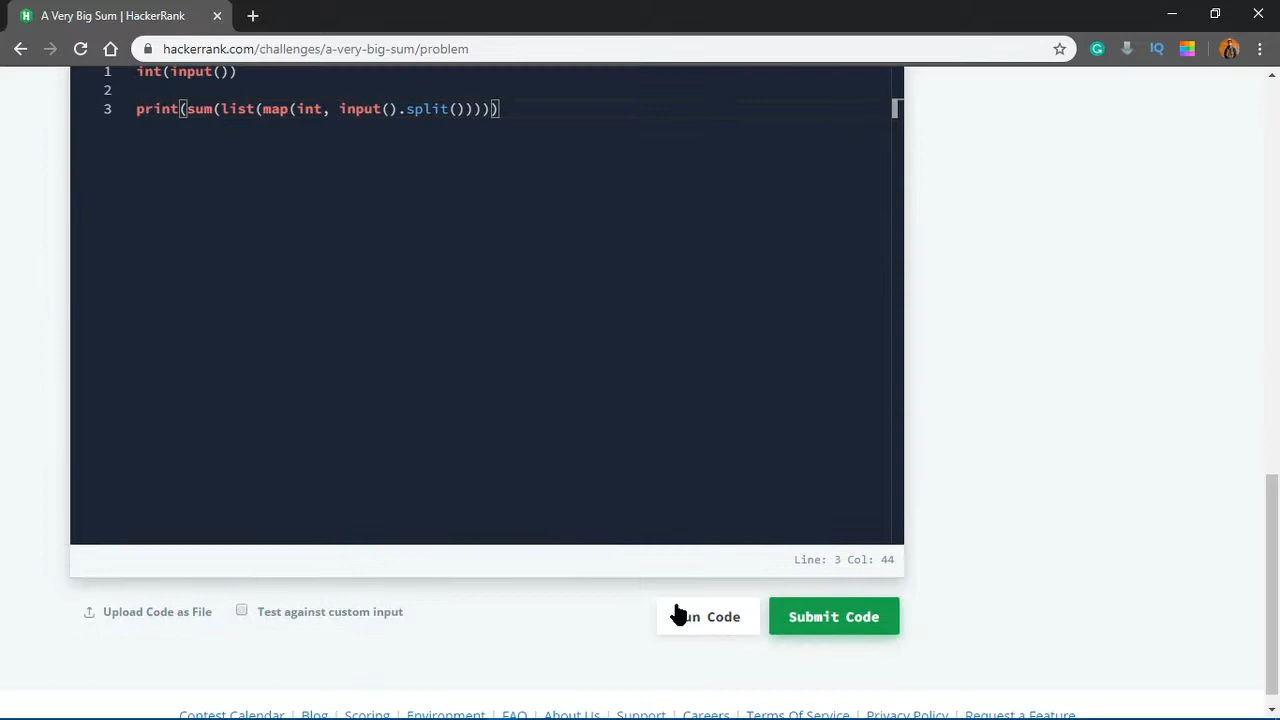 A Very Big Sum | HackerRank
hackerrank.com/challenges/a-very-big-sum/problem
1 int(input())
2
3 print(sum(list(map(int, input().split()))))
Line: 3 Col: 44
Upload Code as File
Test against custom input
un Code
Submit Code
Contest Calendar | Blog | Scoring | Environment | FAQ | About Us | Support | Careers | Terms Of Service | Privacy Policy | Request a Feature